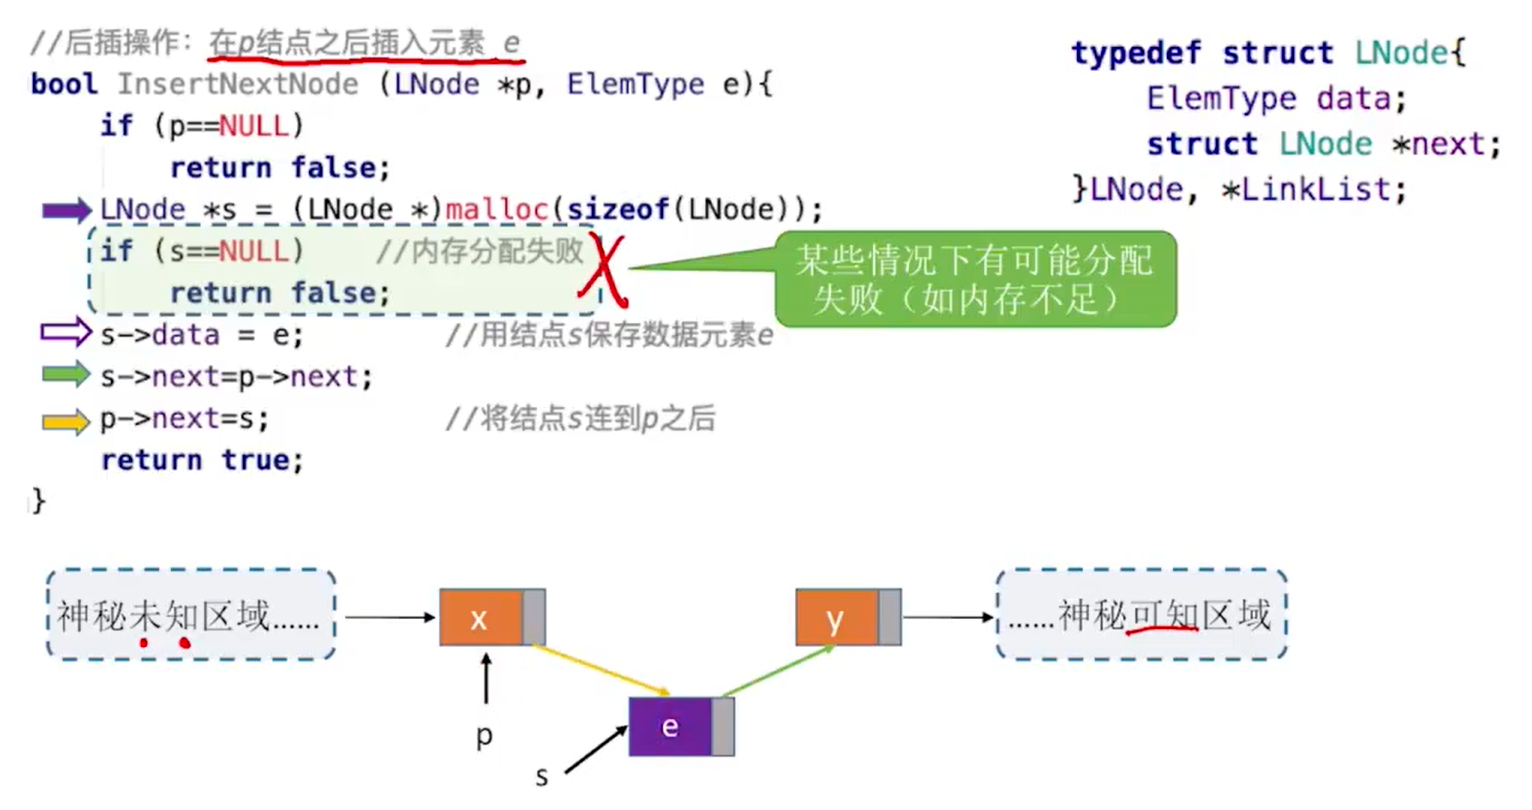 //后插操作：在p结点之后插入元素 e
bool InsertNextNode (LNode *p, ElemType e){
if (p==NULL)
return false;
LNode *s = (LNode *)malloc(sizeof(LNode));
if (s==NULL) //内存分配失败
return false;
s->data = e; //用结点s保存数据元素e
s->next=p->next;
p->next=s; //将结点s连到p之后
return true;
}
typedef struct LNode{
ElemType data;
struct LNode *next;
}LNode, *LinkList;
某些情况下有可能分配
失败（如内存不足）
神秘未知区域……
x
y
……神秘可知区域
e
p
s